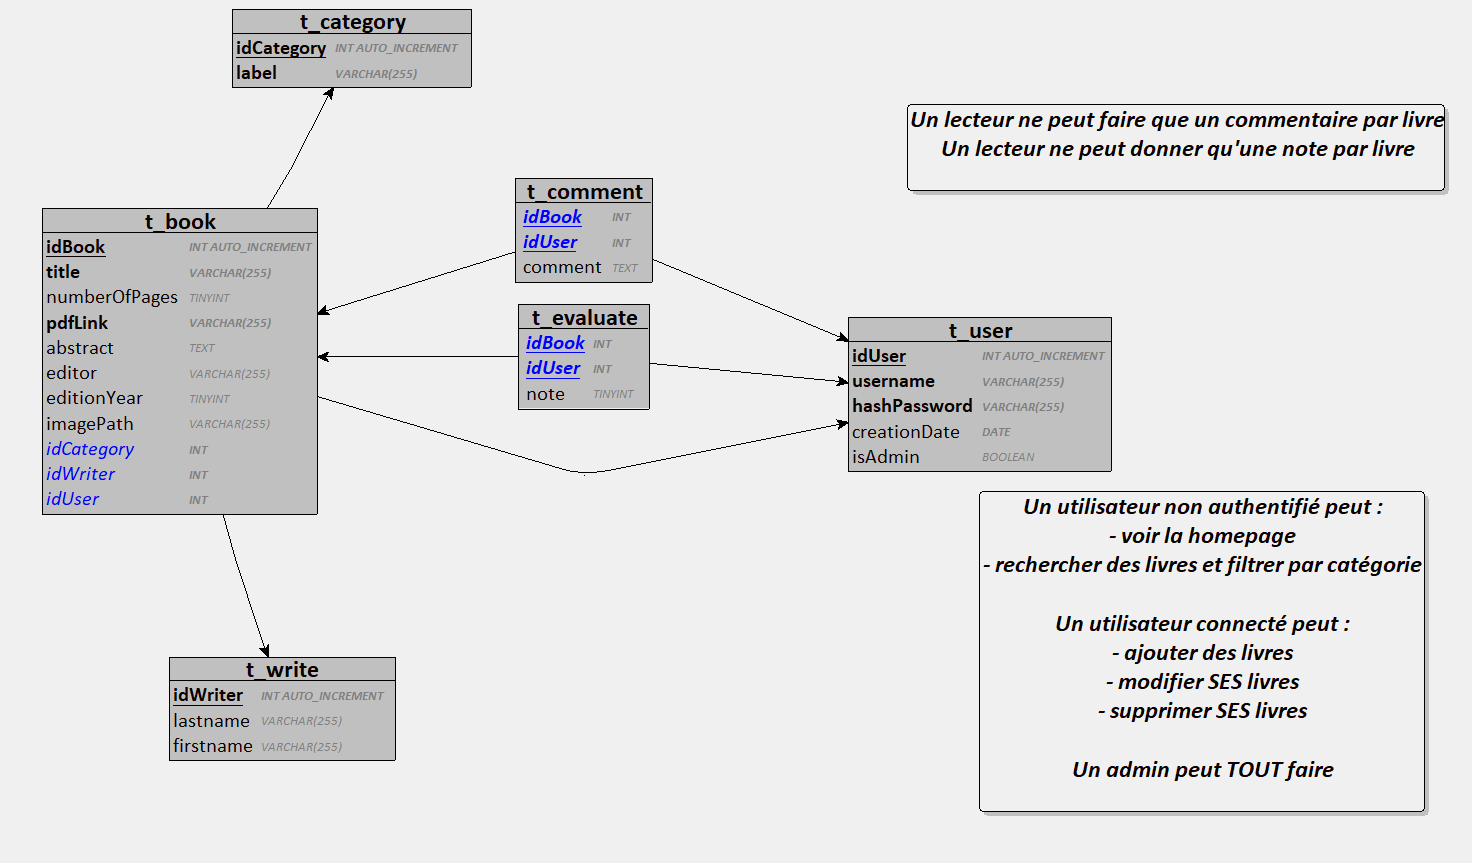 t_category
idCategory INT AUTO_INCREMENT
label VARCHAR(255)
Un lecteur ne peut faire que un commentaire par livre
Un lecteur ne peut donner qu'une note par livre
t_comment
idBook INT
idUser INT
comment TEXT
t_book
idBook INT AUTO_INCREMENT
title VARCHAR(255)
numberOfPages TINYINT
pdfLink VARCHAR(255)
abstract TEXT
editor VARCHAR(255)
editionYear TINYINT
imagePath VARCHAR(255)
idCategory INT
idWriter INT
idUser INT
t_evaluate
idBook INT
idUser INT
note TINYINT
t_user
idUser INT AUTO_INCREMENT
username VARCHAR(255)
hashPassword VARCHAR(255)
creationDate DATE
isAdmin BOOLEAN
Un utilisateur non authentifié peut :
- voir la homepage
- rechercher des livres et filtrer par catégorie
Un utilisateur connecté peut :
- ajouter des livres
- modifier SES livres
- supprimer SES livres
Un admin peut TOUT faire
t_write
idWriter INT AUTO_INCREMENT
lastname VARCHAR(255)
firstname VARCHAR(255)